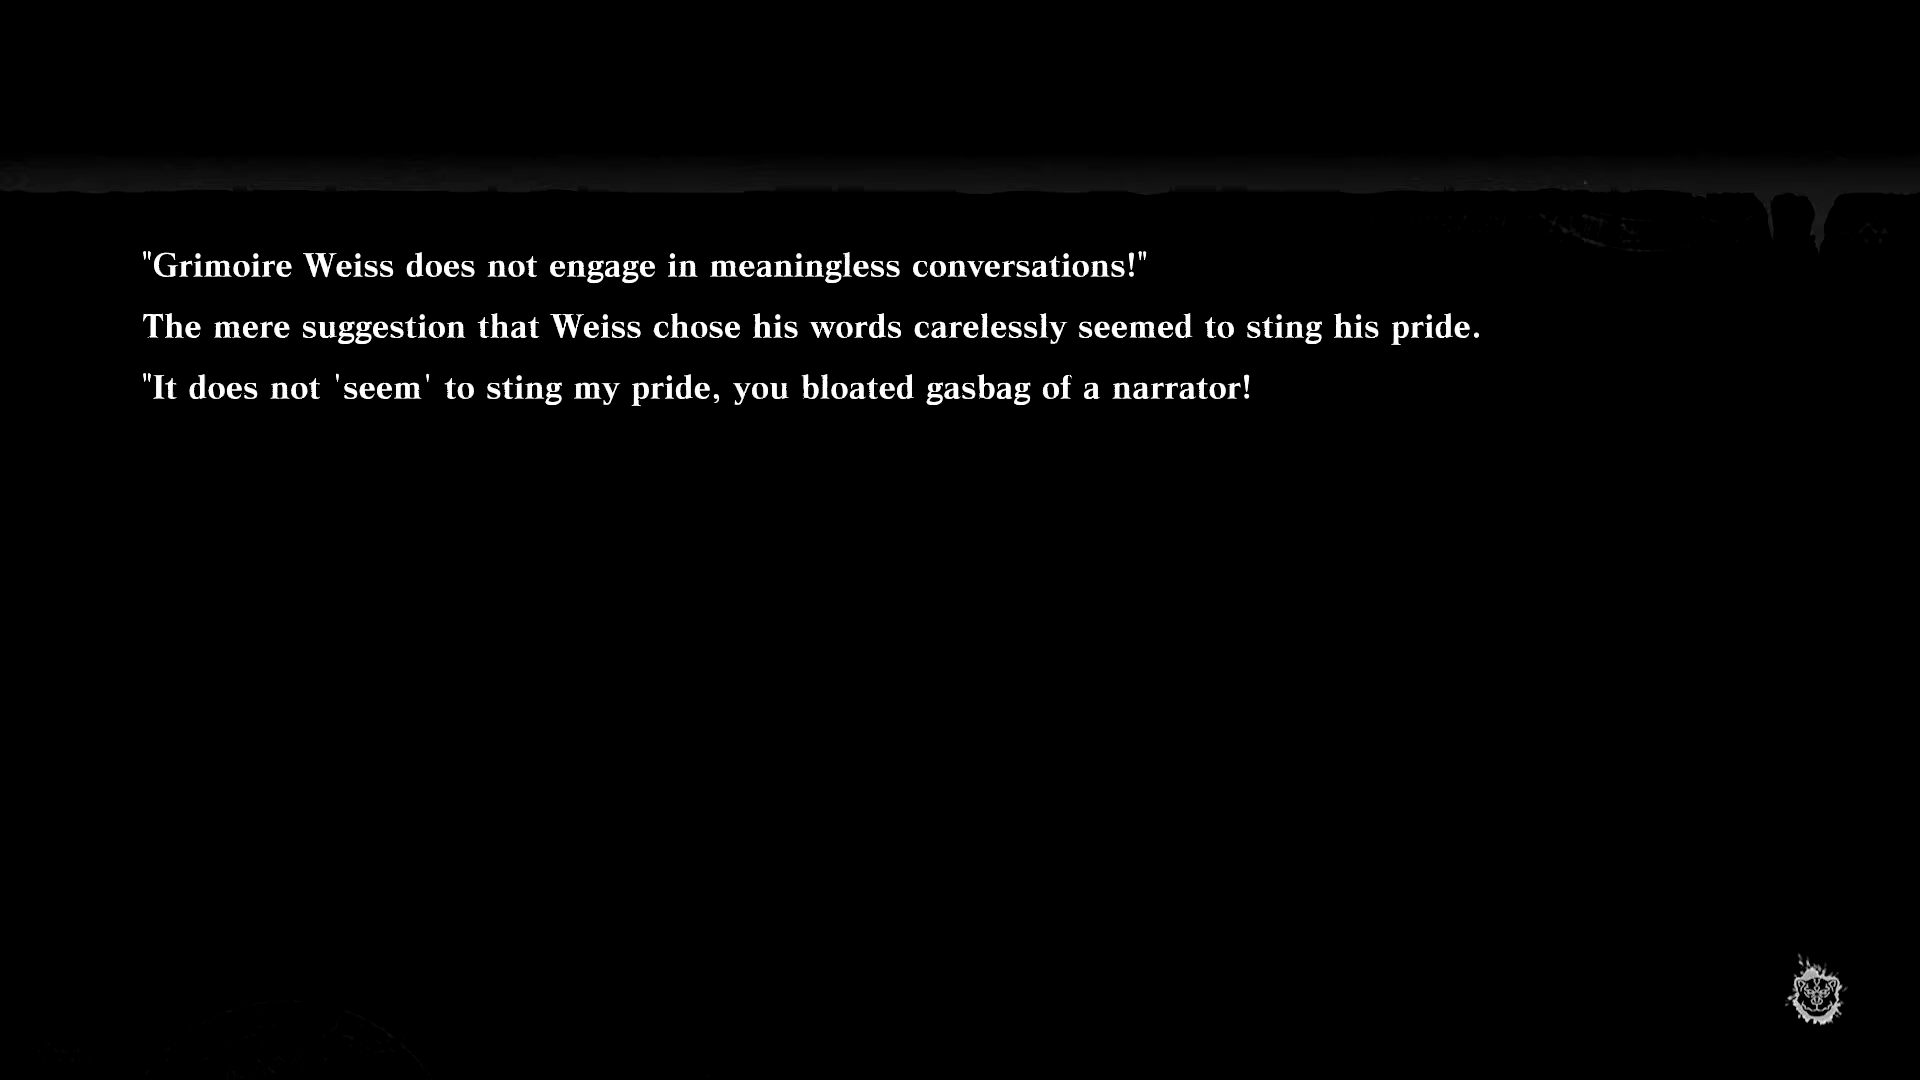 "Grimoire Weiss does not engage in meaningless conversations!"
The mere suggestion that Weiss chose his words carelessly seemed to sting his pride.
"It does not 'seem' to sting my pride, you bloated gasbag of a narrator!